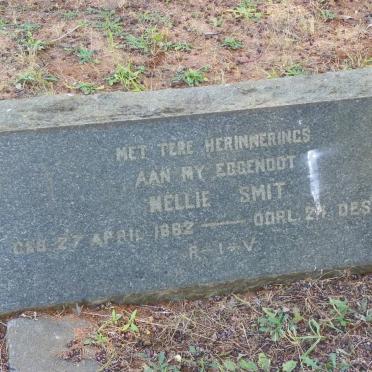 MET TERE HERINNERINGS
AAN MY EGGENOOT
NELLIE SMIT
GEB. 27 APRIL 1882 — OORL. 24 DES
R-I-V